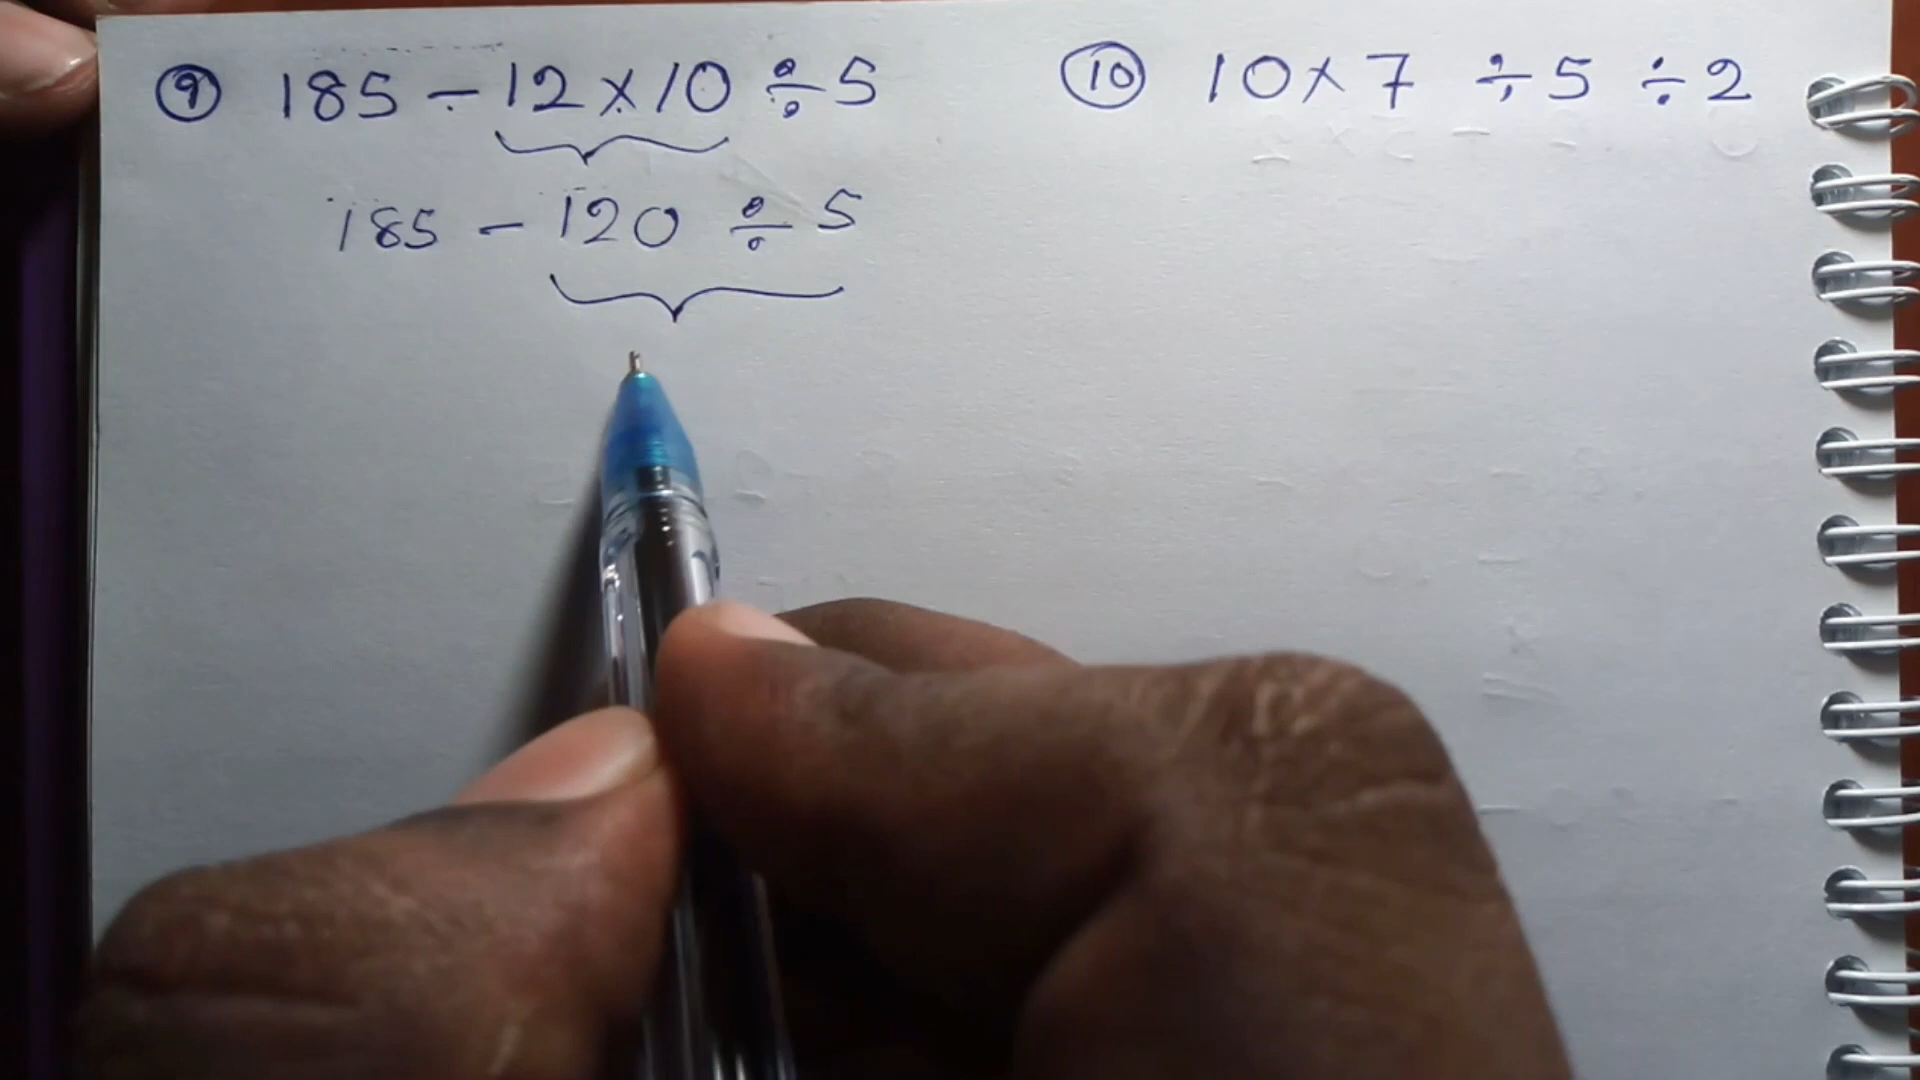 ⑨ 185 - 12 × 10 ÷ 5
185 - 120 ÷ 5
⑩ 10 × 7 ÷ 5 ÷ 2